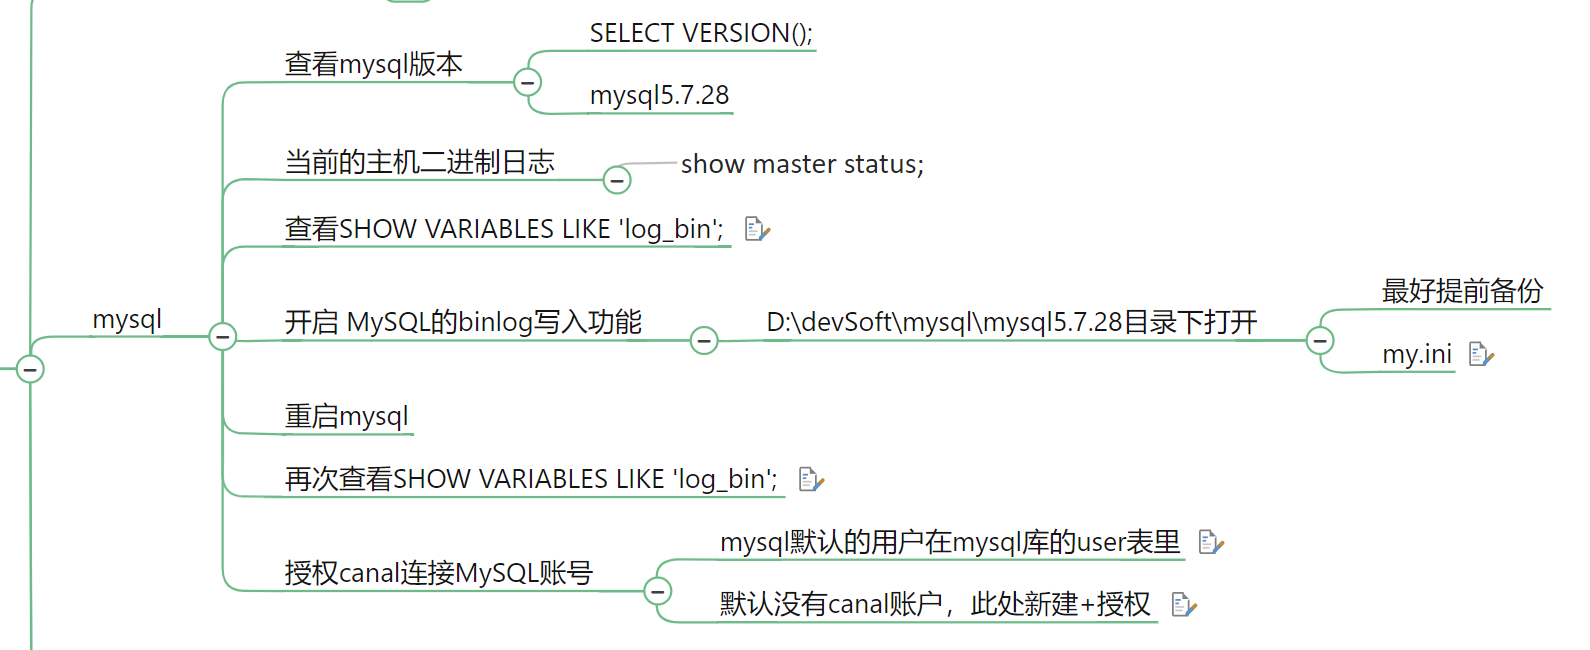 mysql
查看mysql版本
SELECT VERSION();
mysql5.7.28
当前的主机二进制日志
show master status;
查看SHOW VARIABLES LIKE 'log_bin';
开启 MySQL的binlog写入功能
D:\devSoft\mysql\mysql5.7.28目录下打开
最好提前备份
my.ini
重启mysql
再次查看SHOW VARIABLES LIKE 'log_bin';
授权canal连接MySQL账号
mysql默认的用户在mysql库的user表里
默认没有canal账户，此处新建+授权